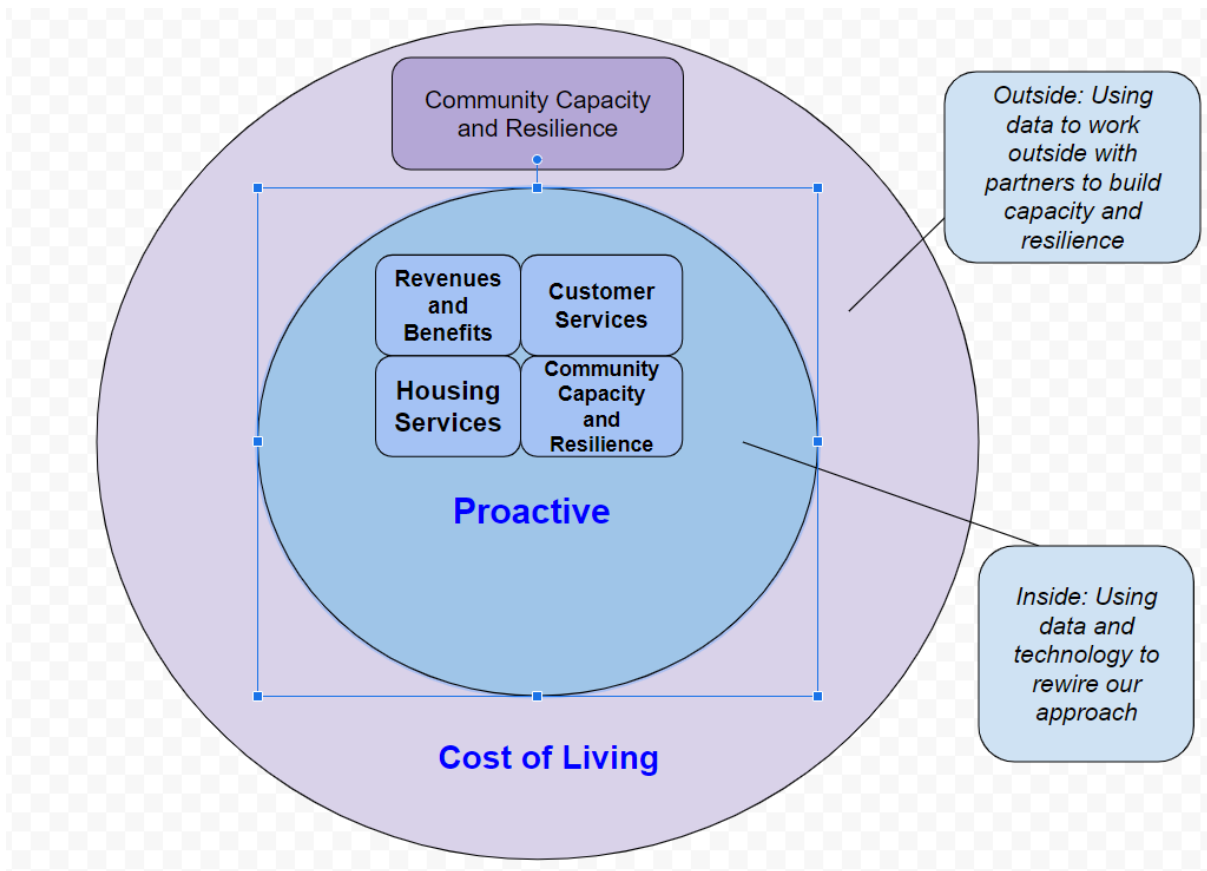 Community Capacity
and Resilience
Outside: Using
data to work
outside with
partners to build
capacity and
resilience
Revenues
and
Benefits
Customer
Services
Housing
Services
Community
Capacity
and
Resilience
Proactive
Inside: Using
data and
technology to
rewire our
approach
Cost of Living